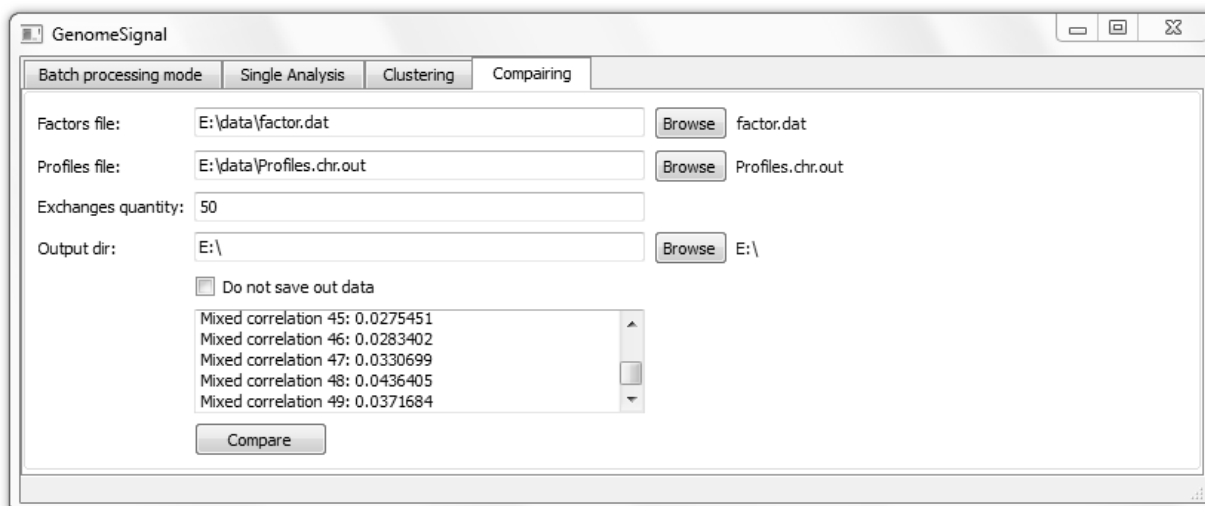 GenomeSignal
Batch processing mode Single Analysis Clustering Compairing
Factors file: E:\data\factor.dat Browse factor.dat
Profiles file: E:\data\Profiles.chr.out Browse Profiles.chr.out
Exchanges quantity: 50
Output dir: E:\ Browse E:\
Do not save out data
Mixed correlation 45: 0.0275451
Mixed correlation 46: 0.0283402
Mixed correlation 47: 0.0330699
Mixed correlation 48: 0.0436405
Mixed correlation 49: 0.0371684
Compare